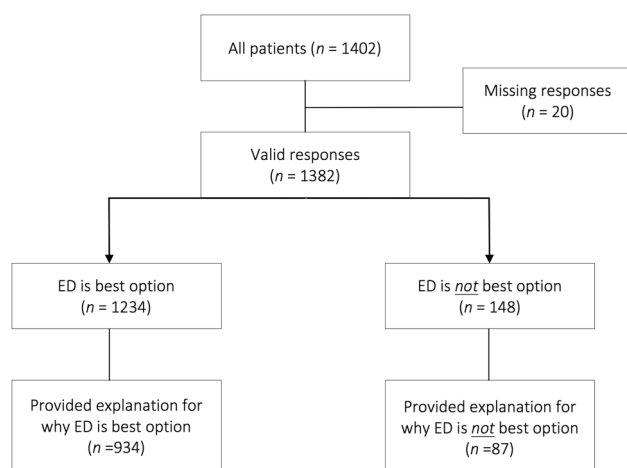 All patients (n = 1402)
Missing responses
(n = 20)
Valid responses
(n = 1382)
ED is best option
(n = 1234)
ED is not best option
(n = 148)
Provided explanation for
why ED is best option
(n =934)
Provided explanation for
why ED is not best option
(n =87)